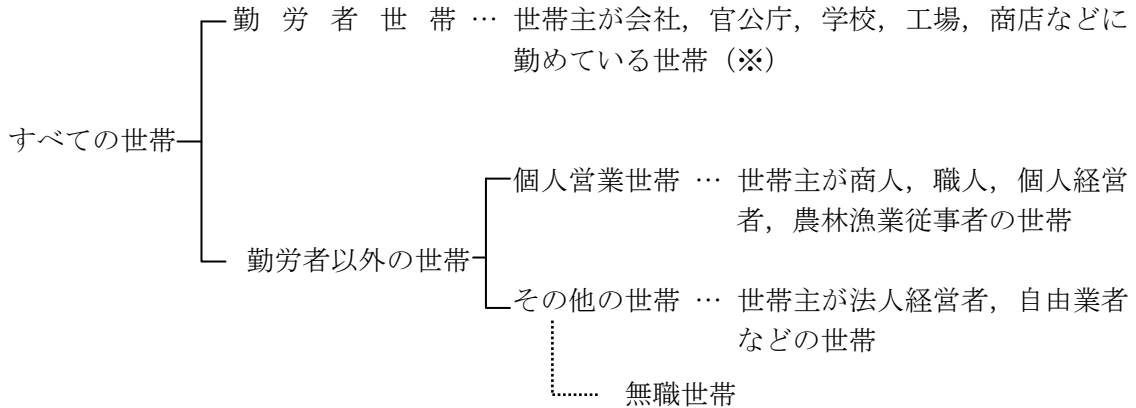 勤労者世帯 … 世帯主が会社，官公庁，学校，工場，商店などに
勤めている世帯（※）
すべての世帯
個人営業世帯 … 世帯主が商人，職人，個人経営
者，農林漁業従事者の世帯
勤労者以外の世帯
その他の世帯 … 世帯主が法人経営者，自由業者
などの世帯
無職世帯